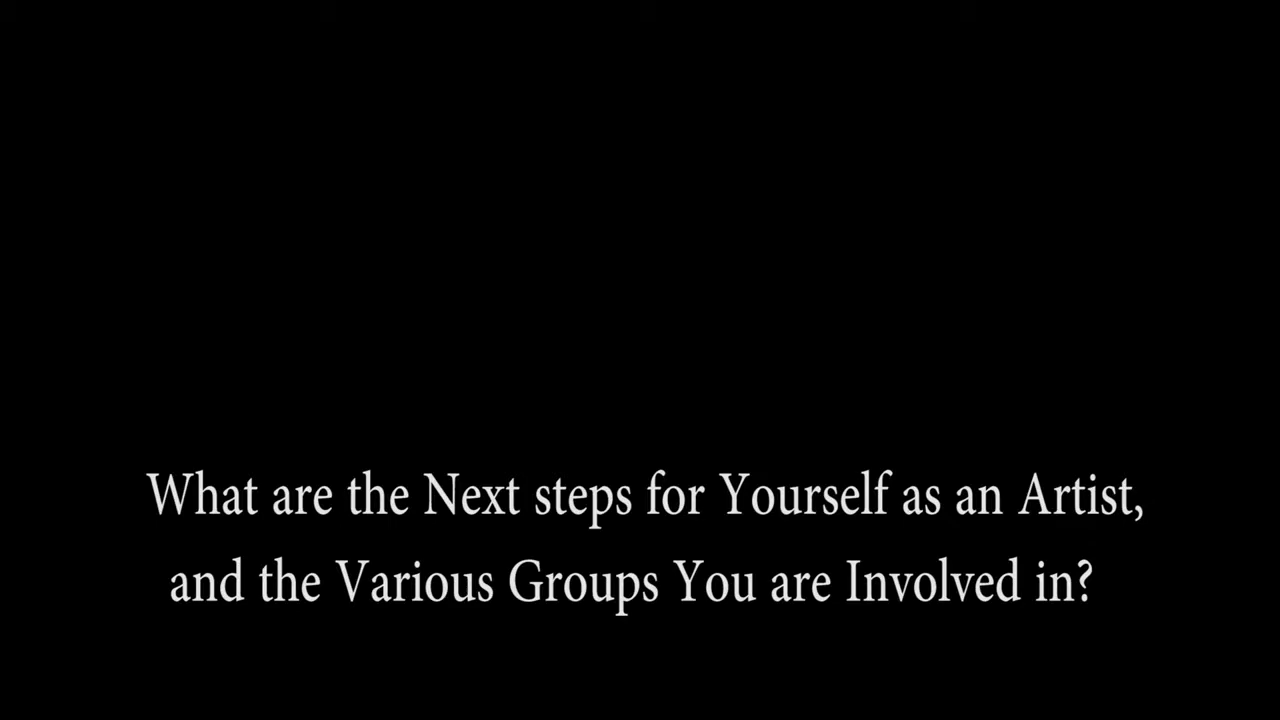 What are the Next steps for Yourself as an Artist,
and the Various Groups You are Involved in?